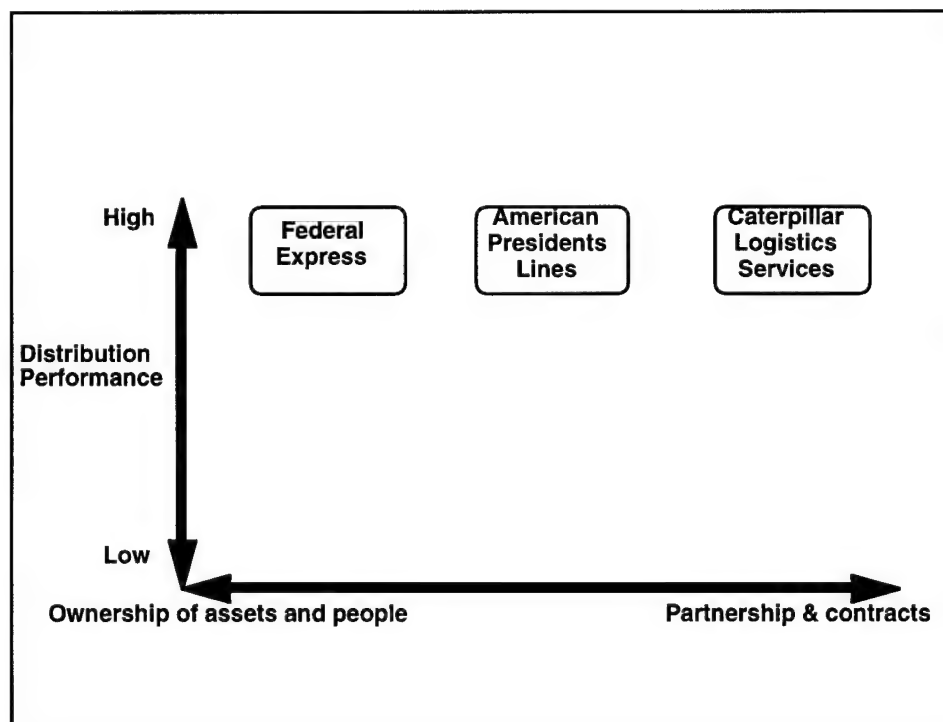 High
Federal
Express
American
Presidents
Lines
Caterpillar
Logistics
Services
Distribution
Performance
Low
Ownership of assets and people
Partnership & contracts